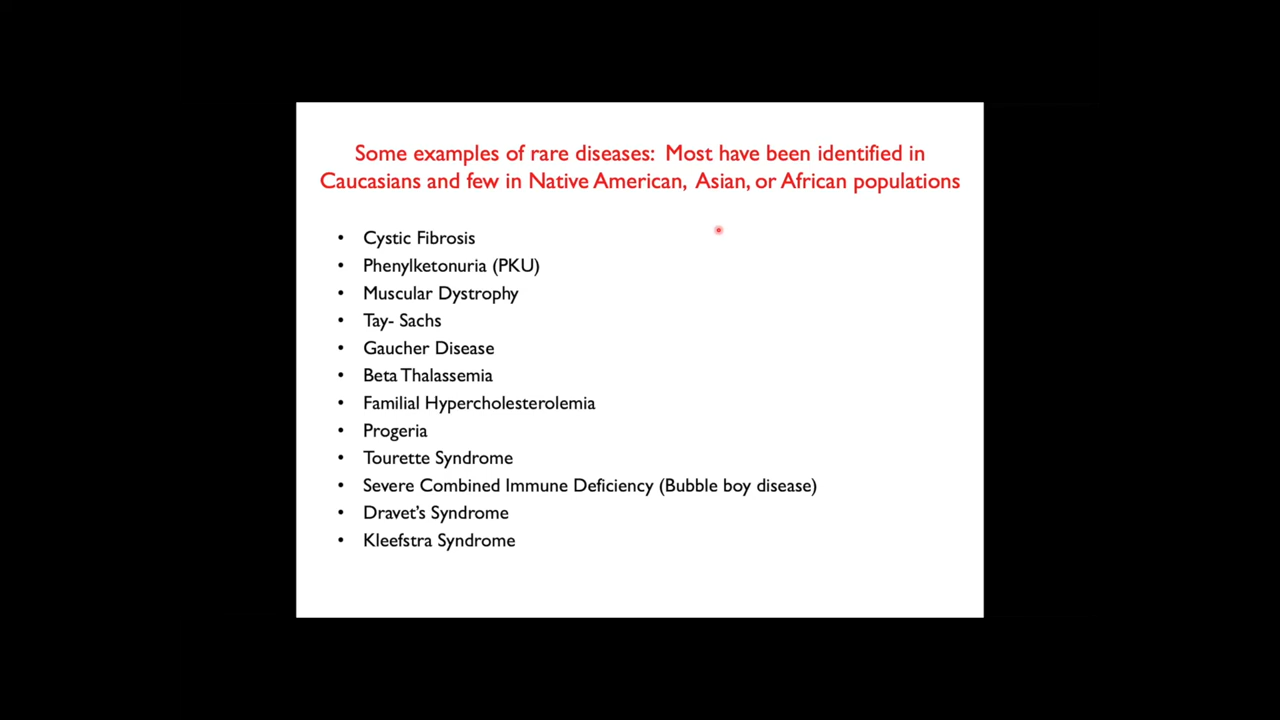 Some examples of rare diseases: Most have been identified in
Caucasians and few in Native American, Asian, or African populations
• Cystic Fibrosis
• Phenylketonuria (PKU)
• Muscular Dystrophy
• Tay- Sachs
• Gaucher Disease
• Beta Thalassemia
• Familial Hypercholesterolemia
• Progeria
• Tourette Syndrome
• Severe Combined Immune Deficiency (Bubble boy disease)
• Dravet's Syndrome
• Kleefstra Syndrome